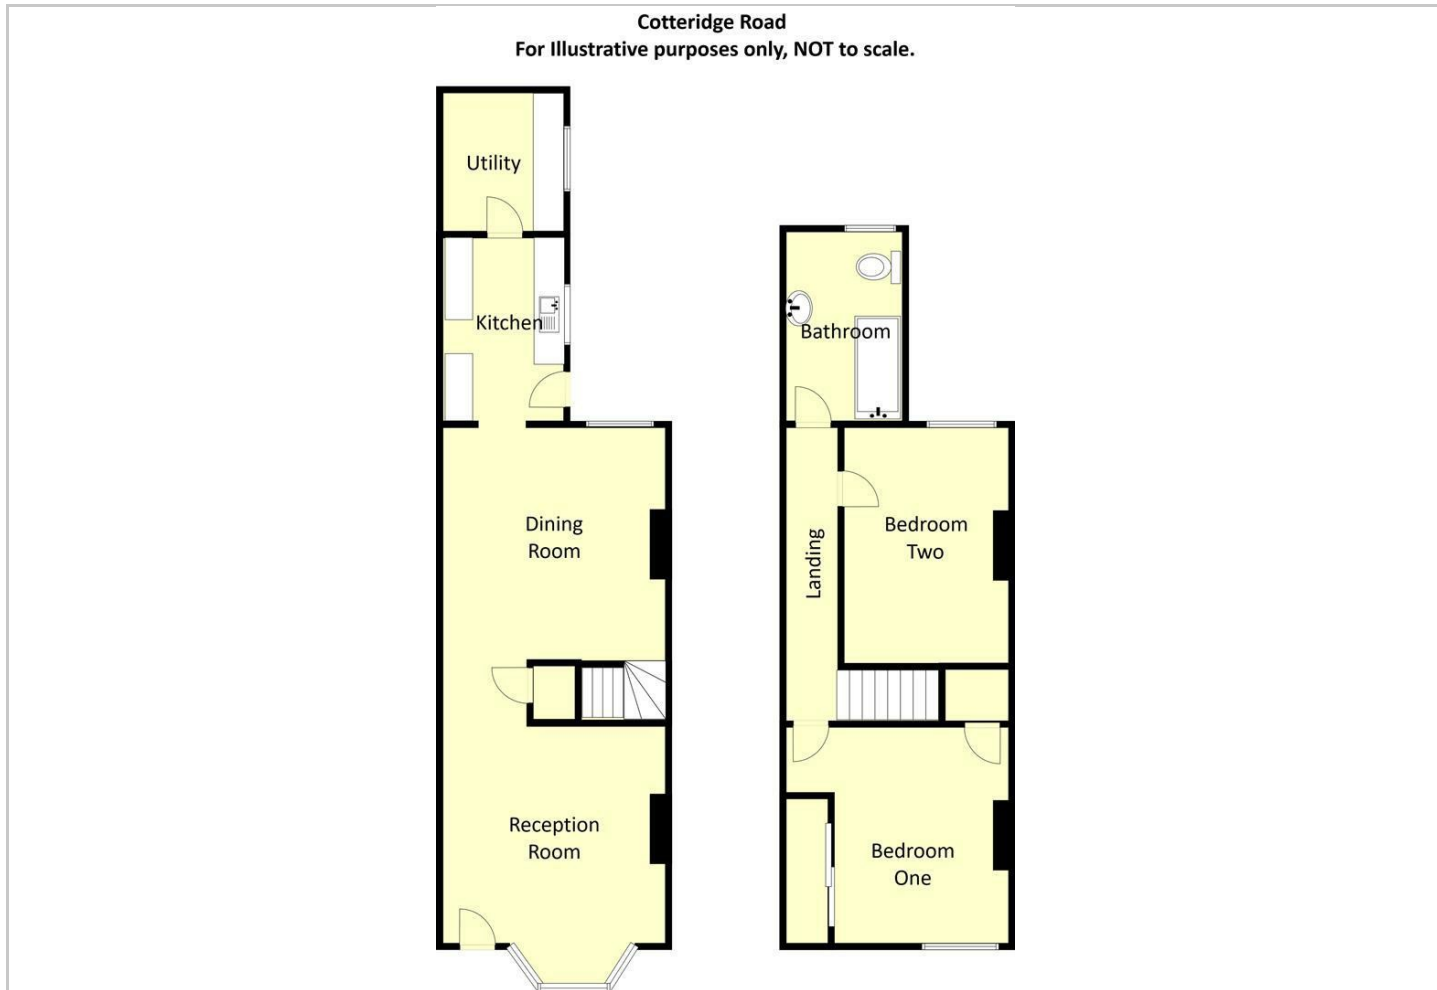 Cotteridge Road
For Illustrative purposes only, NOT to scale.
Utility
Kitchen
Dining
Room
Reception
Room
Bathroom
Bedroom
Two
Landing
Bedroom
One